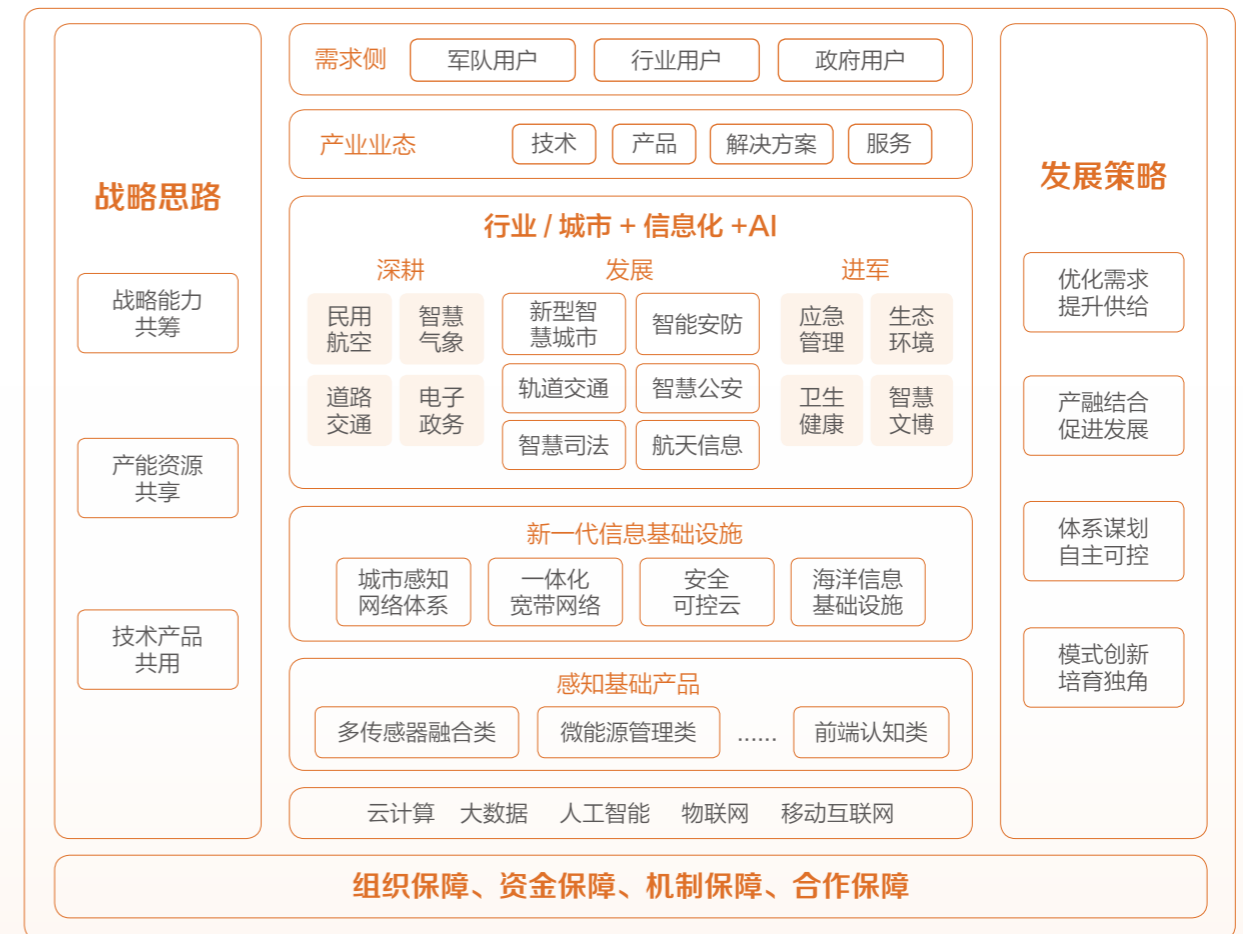 战略思路
战略能力
共筹
产能资源
共享
技术产品
共用
需求侧
军队用户
行业用户
政府用户
产业业态
技术
产品
解决方案
服务
行业 / 城市 + 信息化 +AI
深耕
民用
航空
智慧
气象
道路
交通
电子
政务
发展
新型智
慧城市
智能安防
轨道交通
智慧公安
智慧司法
航天信息
进军
应急
管理
生态
环境
卫生
健康
智慧
文博
新一代信息基础设施
城市感知
网络体系
一体化
宽带网络
安全
可控云
海洋信息
基础设施
感知基础产品
多传感器融合类
微能源管理类
......
前端认知类
云计算 大数据 人工智能 物联网 移动互联网
发展策略
优化需求
提升供给
产融结合
促进发展
体系谋划
自主可控
模式创新
培育独角
组织保障、资金保障、机制保障、合作保障